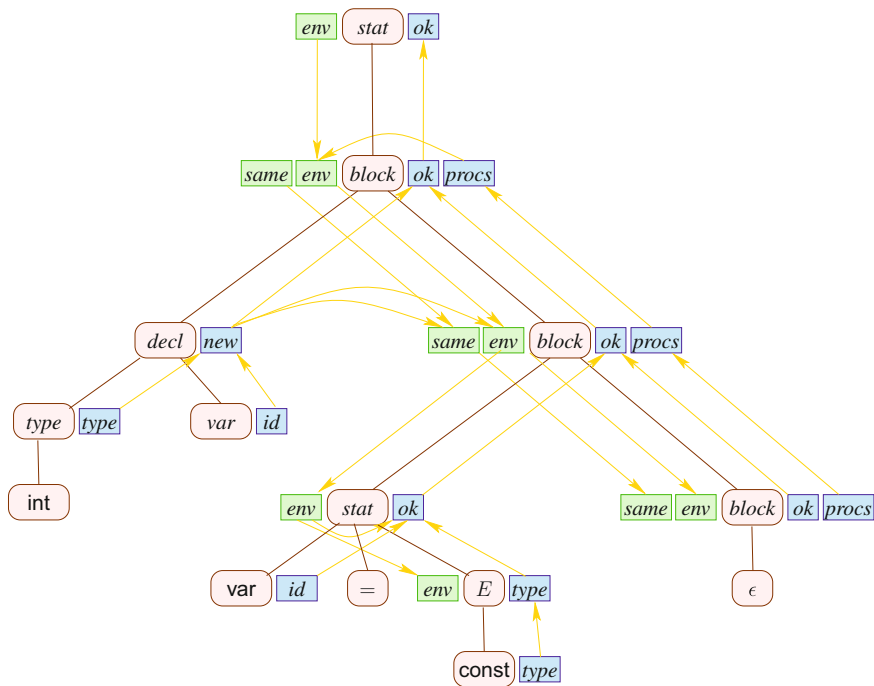 env stat ok
same env block ok procs
decl new same env block ok procs
type type var id
int env stat ok same env block ok procs
var id = env E type ϵ
const type